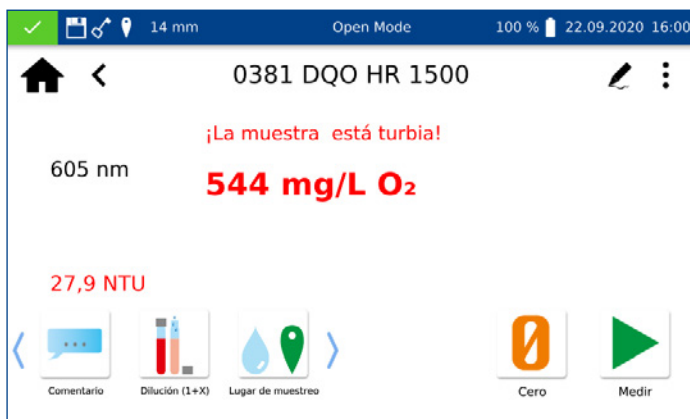 14 mm Open Mode 100 % 22.09.2020 16:00
0381 DQO HR 1500
¡La muestra está turbia!
605 nm
544 mg/L O₂
27,9 NTU
Comentario Dilución (1+X) Lugar de muestreo Cero Medir